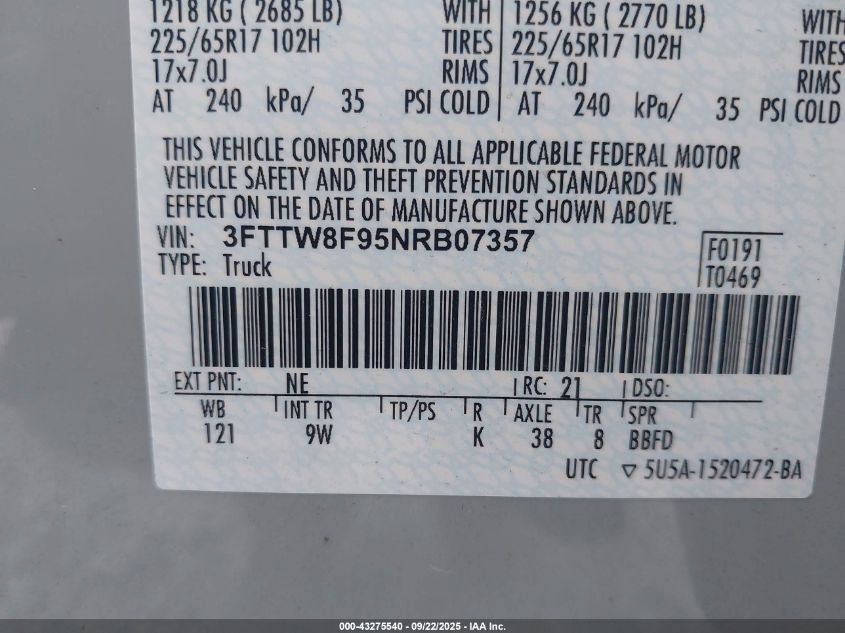 1218 KG ( 2685 LB) WITH 1256 KG ( 2770 LB) WITH
225/65R17 102H TIRES 225/65R17 102H TIRES
17x7.0J RIMS 17x7.0J RIMS
AT 240 kPa/ 35 PSI COLD AT 240 kPa/ 35 PSI COLD
THIS VEHICLE CONFORMS TO ALL APPLICABLE FEDERAL MOTOR
VEHICLE SAFETY AND THEFT PREVENTION STANDARDS IN
EFFECT ON THE DATE OF MANUFACTURE SHOWN ABOVE.
VIN: 3FTTW8F95NRB07357
F0191
TYPE: Truck
T0469
EXT PNT: NE RC: 21 DSO:
WB INT TR TP/PS R AXLE TR SPR
121 9W K 38 8 BBFD
UTC ▽ 5U5A-1520472-BA
000-43275540 - 09/22/2025 - IAA Inc.